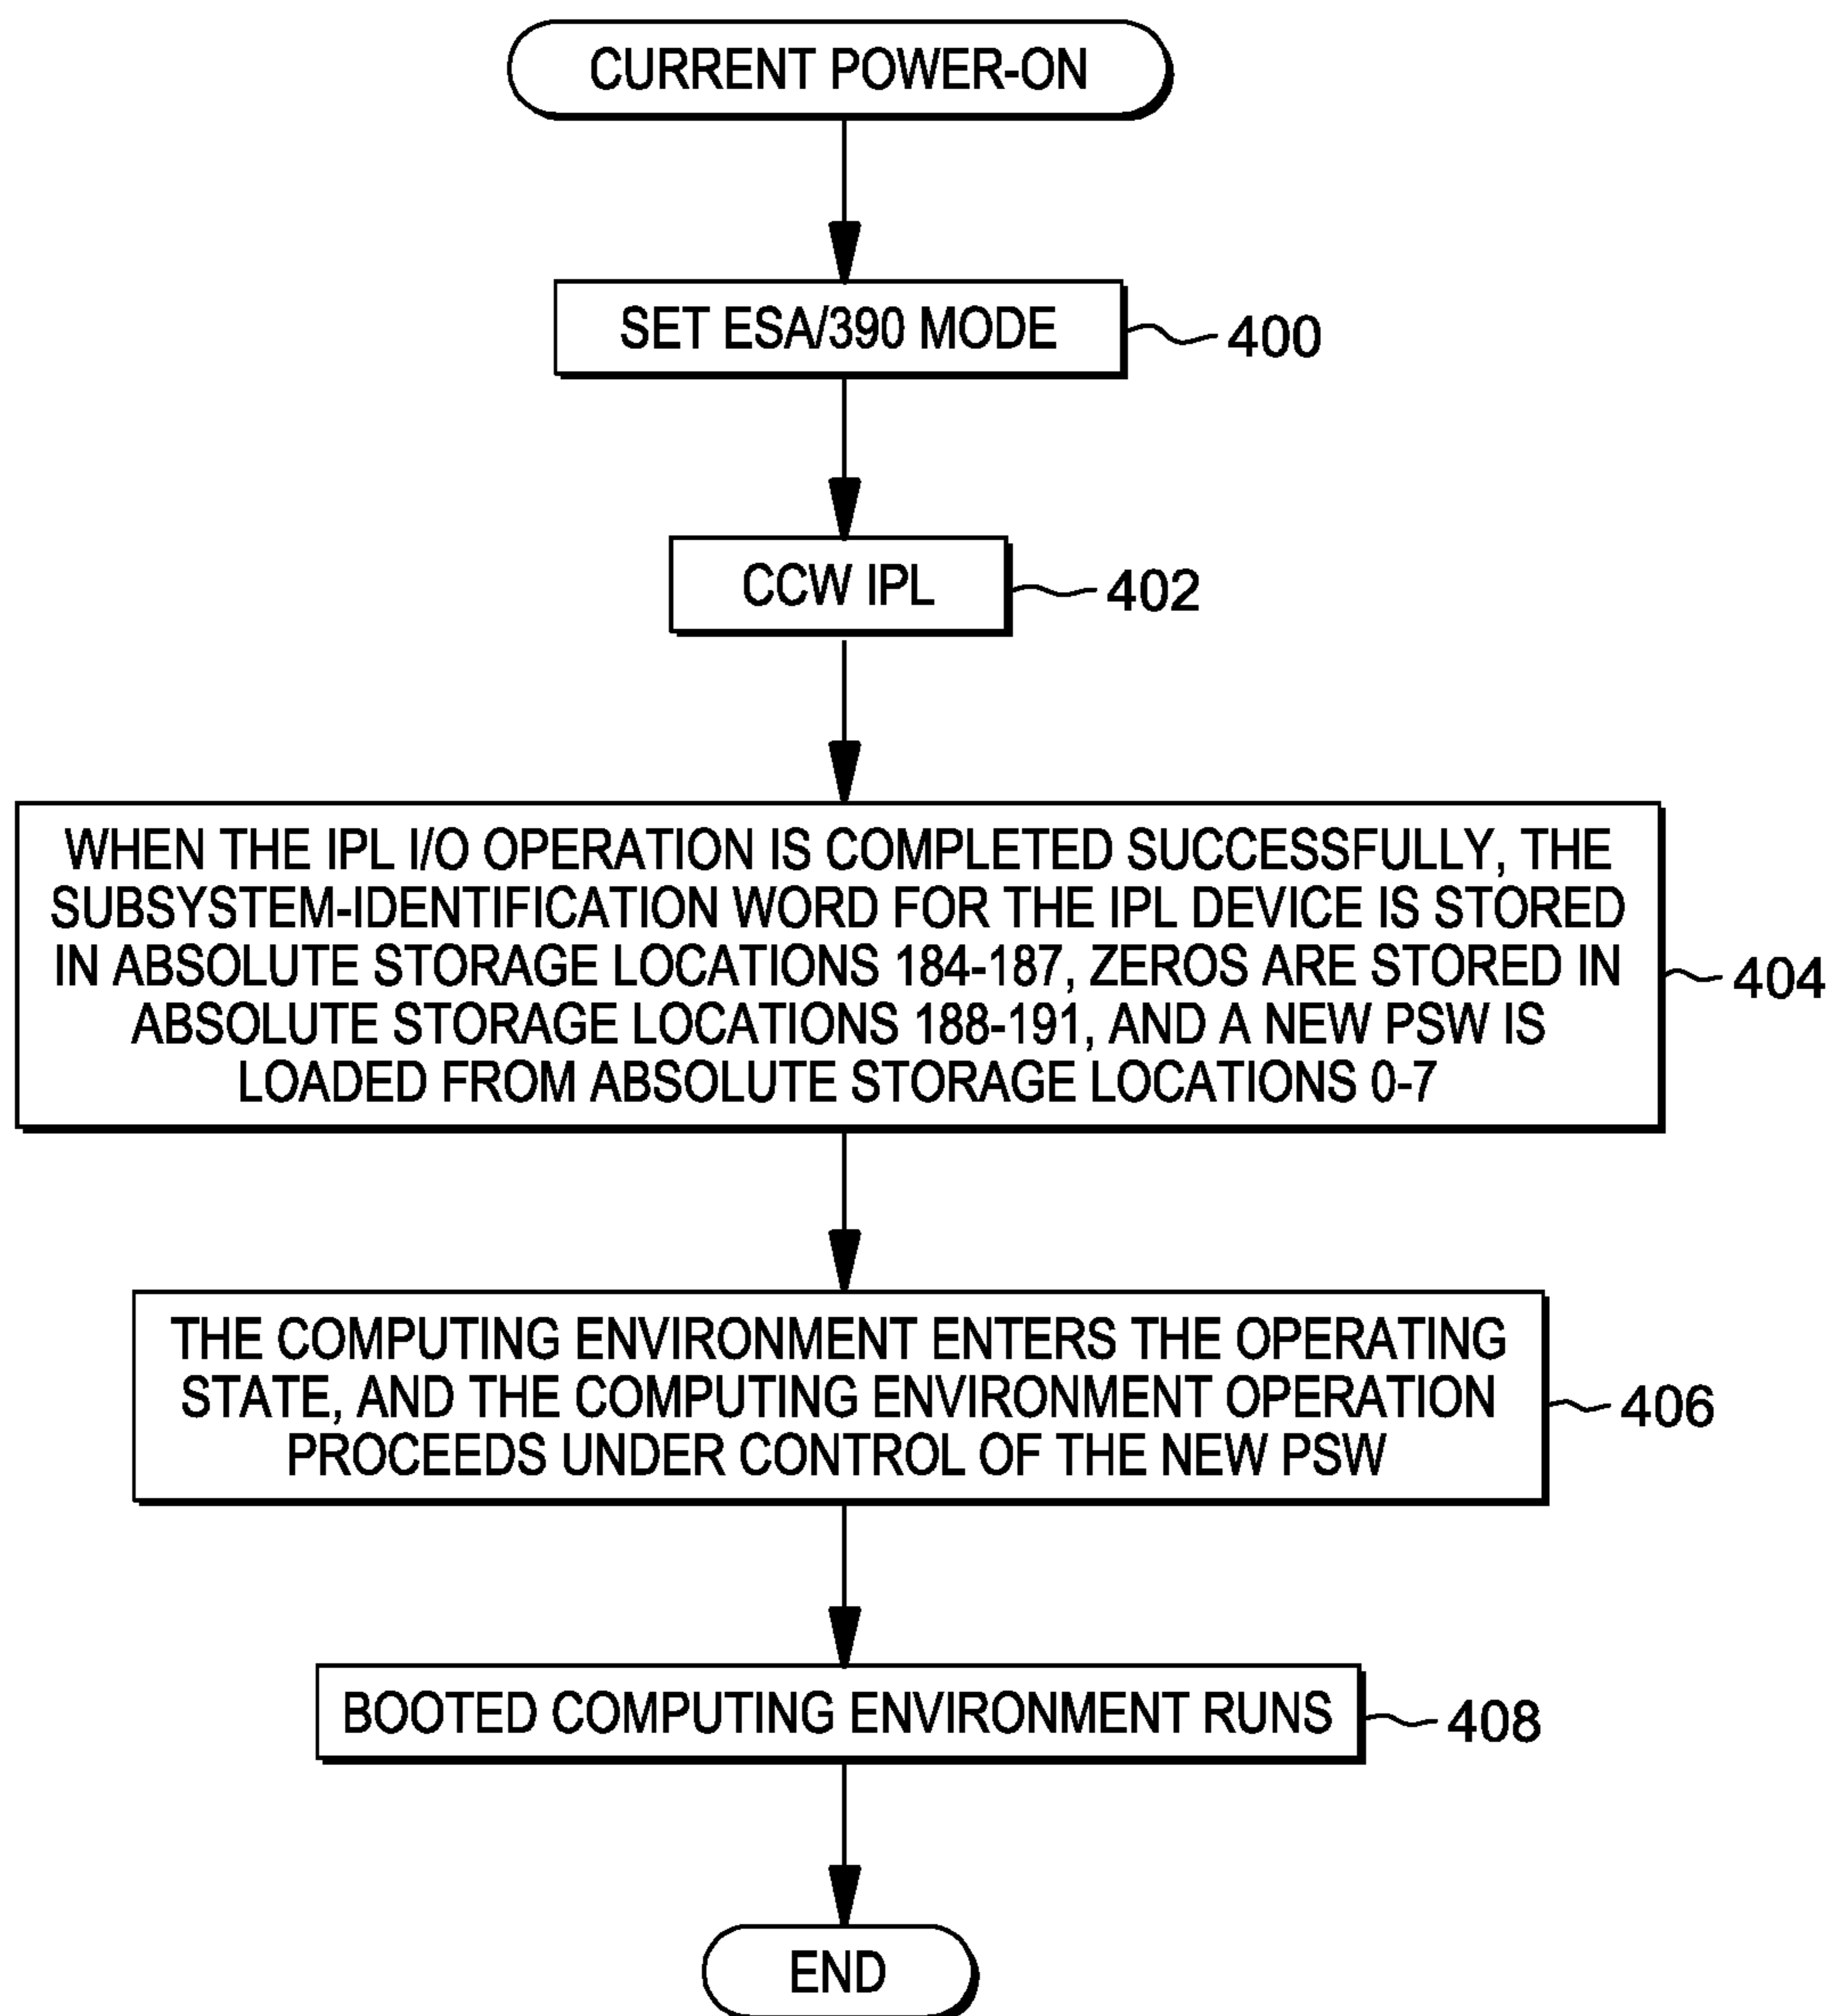 CURRENT POWER-ON
SET ESA/390 MODE
400
CCW IPL
402
WHEN THE IPL I/O OPERATION IS COMPLETED SUCCESSFULLY, THE
SUBSYSTEM-IDENTIFICATION WORD FOR THE IPL DEVICE IS STORED
IN ABSOLUTE STORAGE LOCATIONS 184-187, ZEROS ARE STORED IN
ABSOLUTE STORAGE LOCATIONS 188-191, AND A NEW PSW IS
LOADED FROM ABSOLUTE STORAGE LOCATIONS 0-7
404
THE COMPUTING ENVIRONMENT ENTERS THE OPERATING
STATE, AND THE COMPUTING ENVIRONMENT OPERATION
PROCEEDS UNDER CONTROL OF THE NEW PSW
406
BOOTED COMPUTING ENVIRONMENT RUNS
408
END